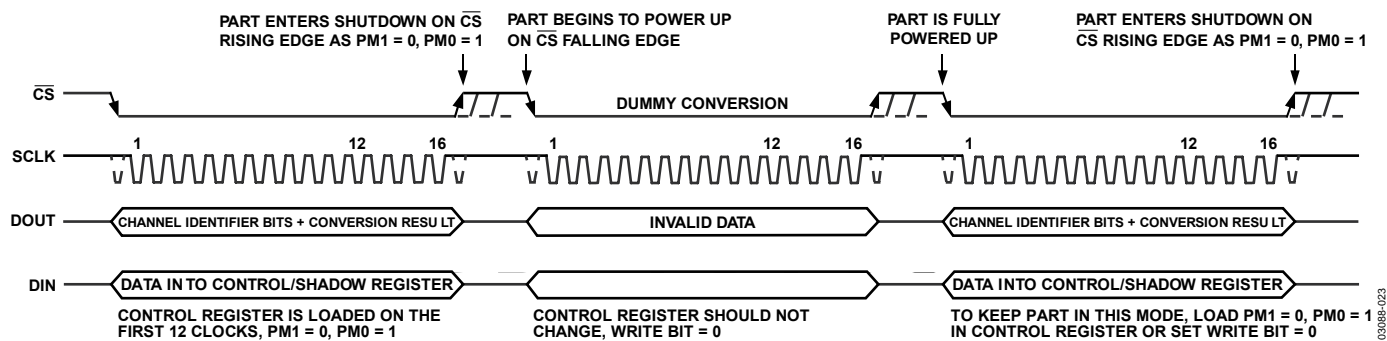 PART ENTERS SHUTDOWN ON CS
RISING EDGE AS PM1 = 0, PM0 = 1
PART BEGINS TO POWER UP
ON CS FALLING EDGE
PART IS FULLY
POWERED UP
PART ENTERS SHUTDOWN ON
CS RISING EDGE AS PM1 = 0, PM0 = 1
CS
DUMMY CONVERSION
SCLK
1 12 16
1 12 16
1 12 16
DOUT
CHANNEL IDENTIFIER BITS + CONVERSION RESULT
INVALID DATA
CHANNEL IDENTIFIER BITS + CONVERSION RESULT
DIN
DATA IN TO CONTROL/SHADOW REGISTER
DATA INTO CONTROL/SHADOW REGISTER
CONTROL REGISTER IS LOADED ON THE
FIRST 12 CLOCKS, PM1 = 0, PM0 = 1
CONTROL REGISTER SHOULD NOT
CHANGE, WRITE BIT = 0
TO KEEP PART IN THIS MODE, LOAD PM1 = 0, PM0 = 1
IN CONTROL REGISTER OR SET WRITE BIT = 0
03088-023